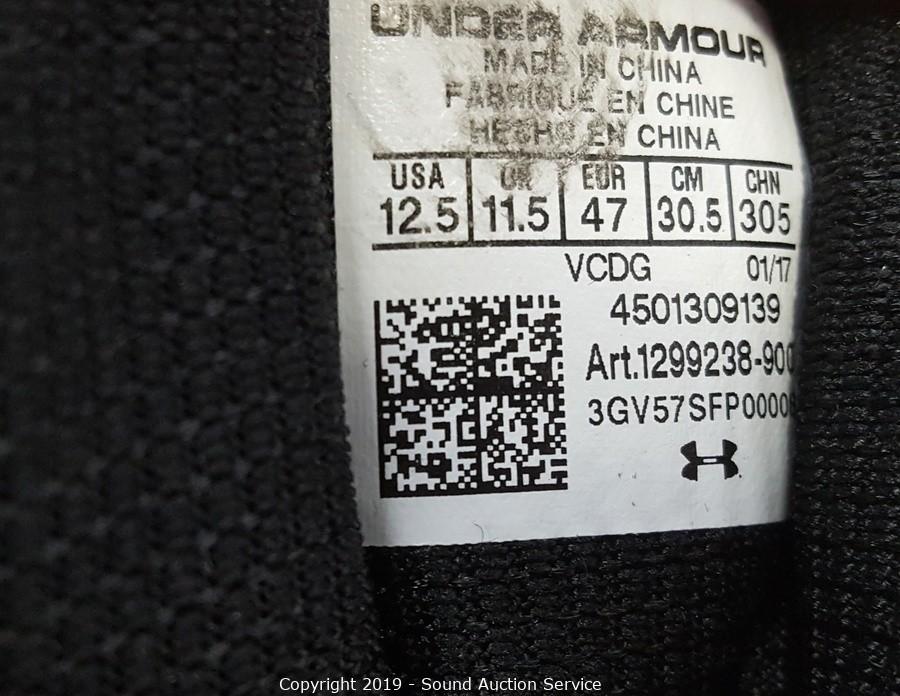 UNDER ARMOUR
MADE IN CHINA
FABRIQUE EN CHINE
HECHO EN CHINA
USA UK EUR CM CHN
12.5 11.5 47 30.5 305
VCDG 01/17
4501309139
Art.1299238-900
3GV57SFP0000
Copyright 2019 - Sound Auction Service